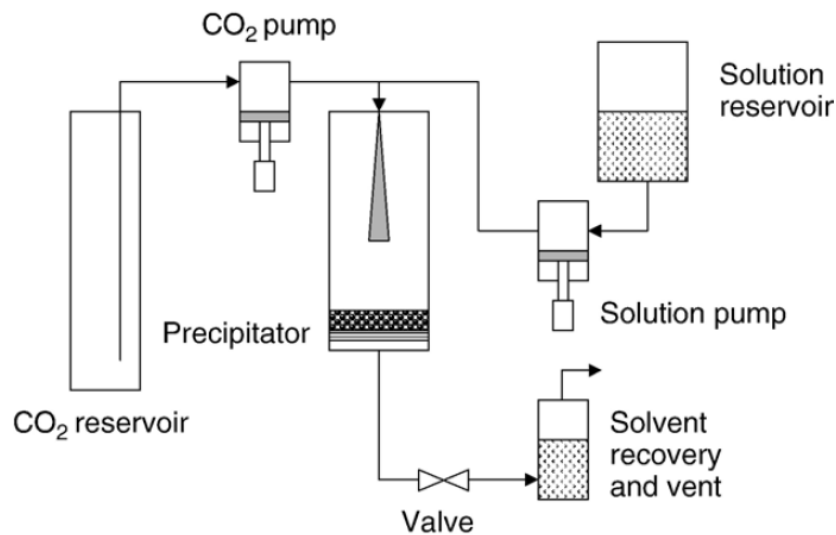 CO₂ pump
Solution
reservoir
Precipitator
Solution pump
CO₂ reservoir
Solvent
recovery
and vent
Valve